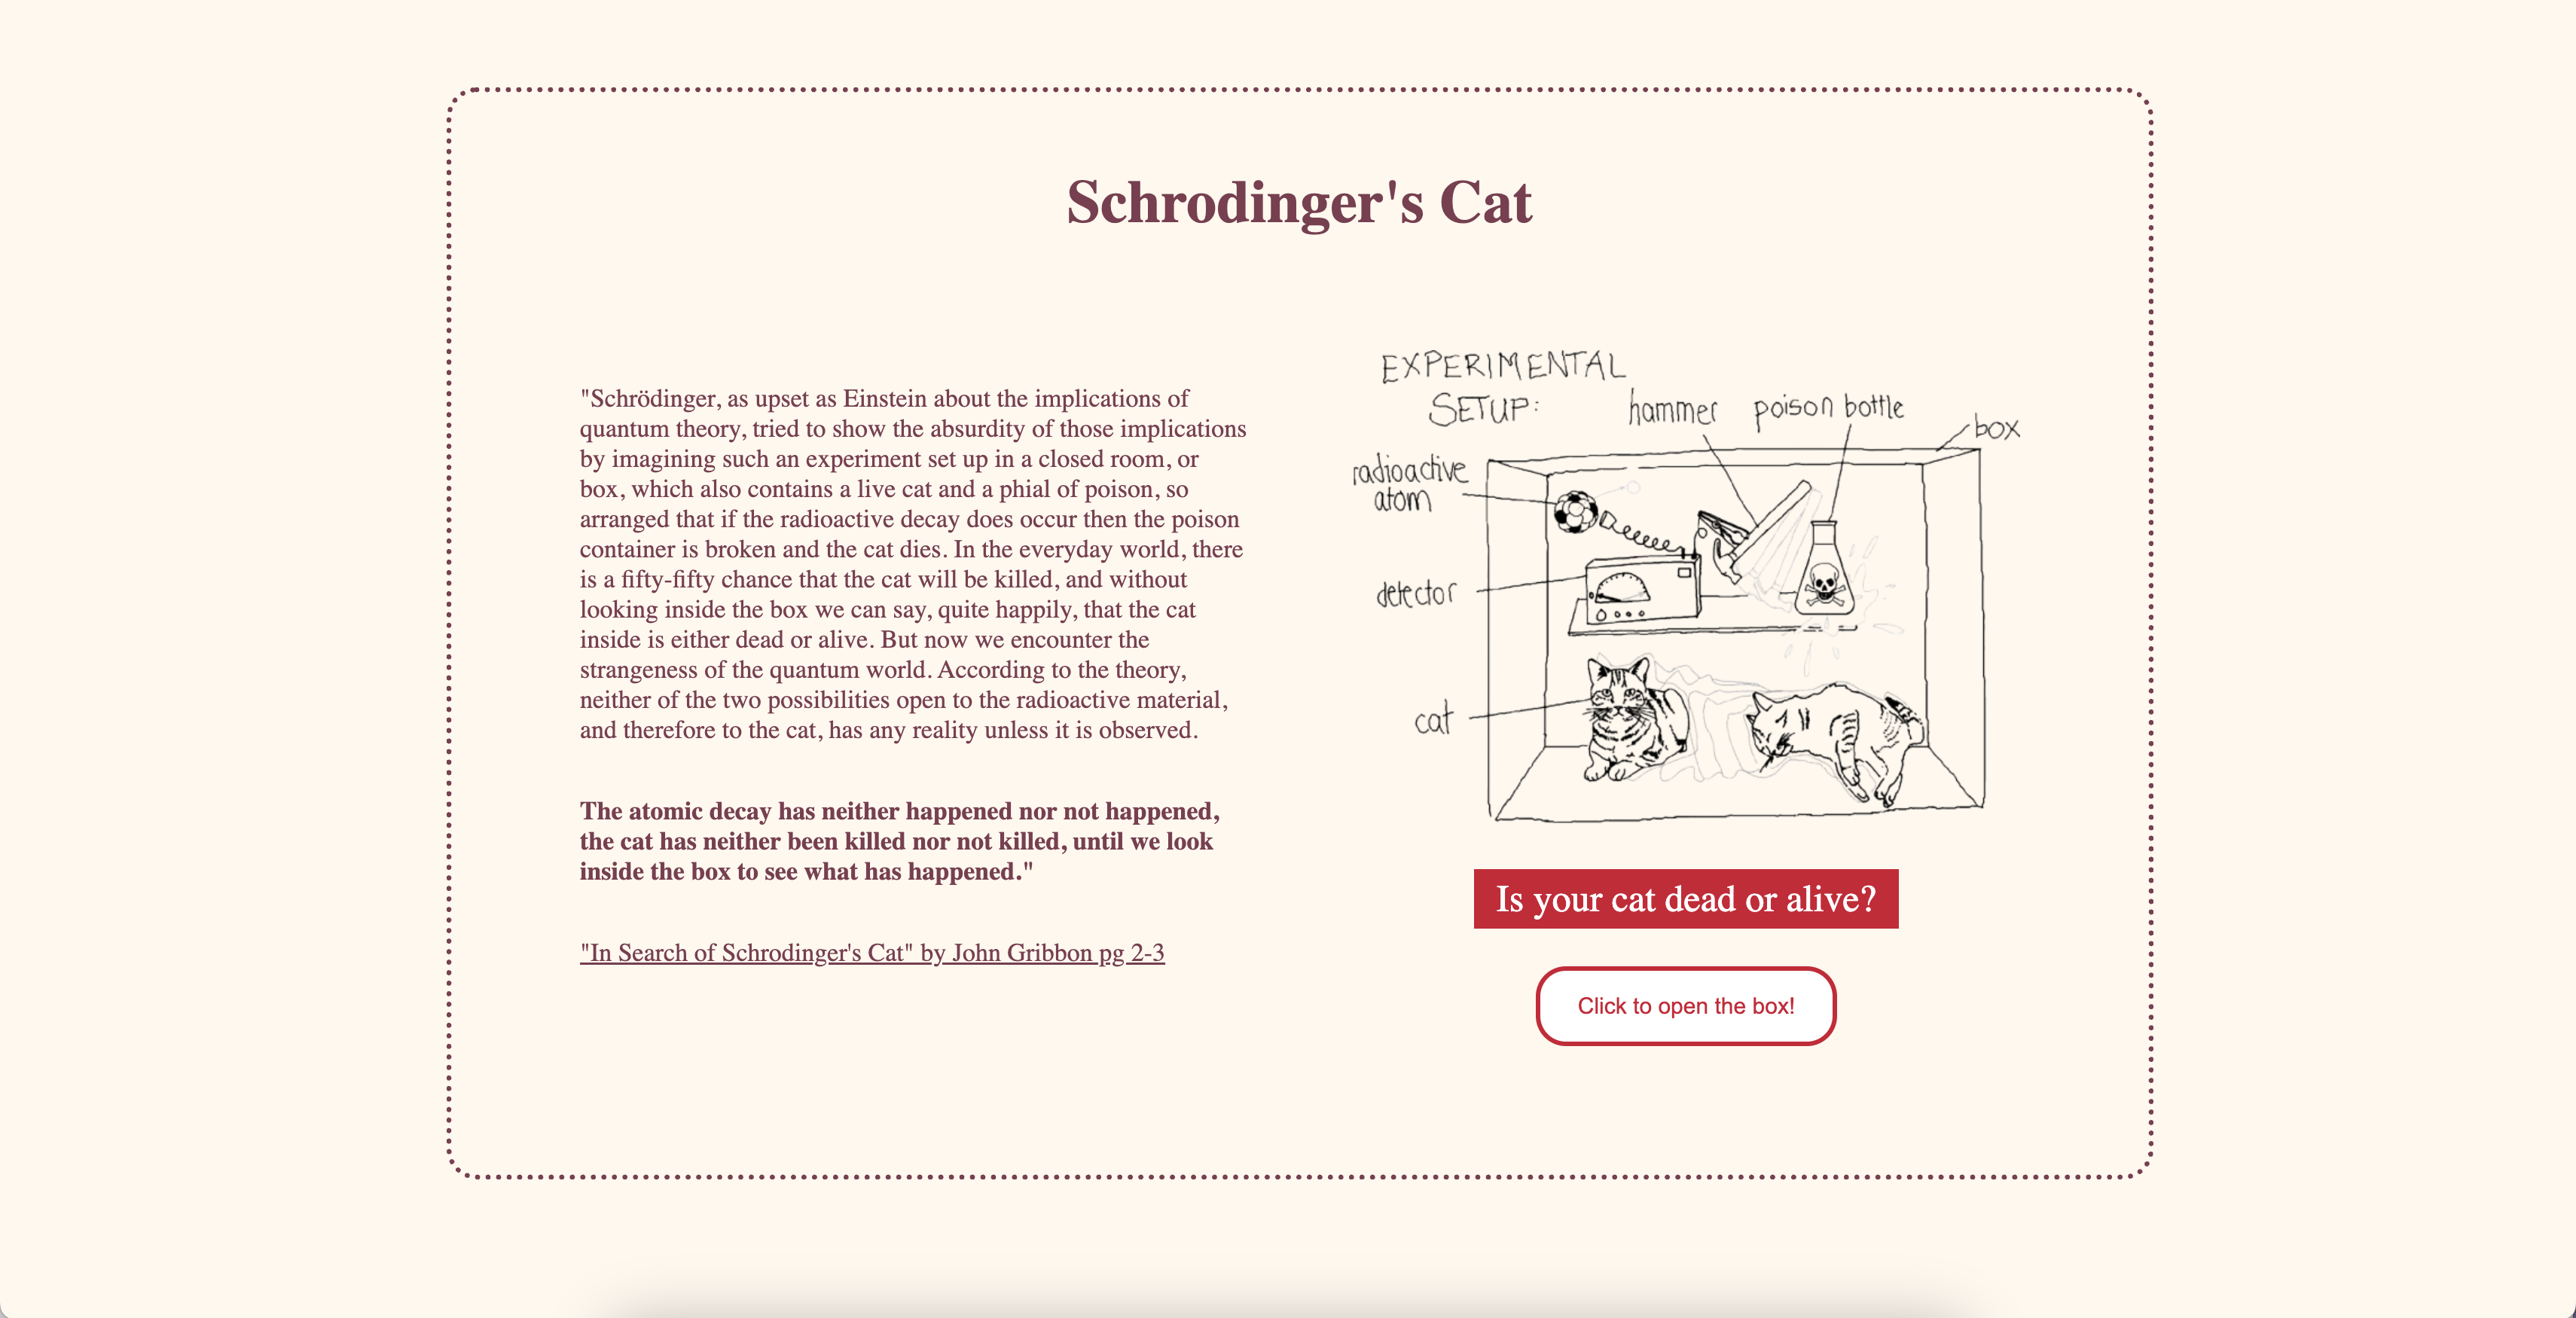 Schrodinger's Cat
"Schrödinger, as upset as Einstein about the implications of
quantum theory, tried to show the absurdity of those implications
by imagining such an experiment set up in a closed room, or
box, which also contains a live cat and a phial of poison, so
arranged that if the radioactive decay does occur then the poison
container is broken and the cat dies. In the everyday world, there
is a fifty-fifty chance that the cat will be killed, and without
looking inside the box we can say, quite happily, that the cat
inside is either dead or alive. But now we encounter the
strangeness of the quantum world. According to the theory,
neither of the two possibilities open to the radioactive material,
and therefore to the cat, has any reality unless it is observed.
The atomic decay has neither happened nor not happened,
the cat has neither been killed nor not killed, until we look
inside the box to see what has happened."
"In Search of Schrodinger's Cat" by John Gribbon pg 2-3
EXPERIMENTAL
SETUP:
hammer
poison bottle
box
radioactive
atom
detector
cat
Is your cat dead or alive?
Click to open the box!